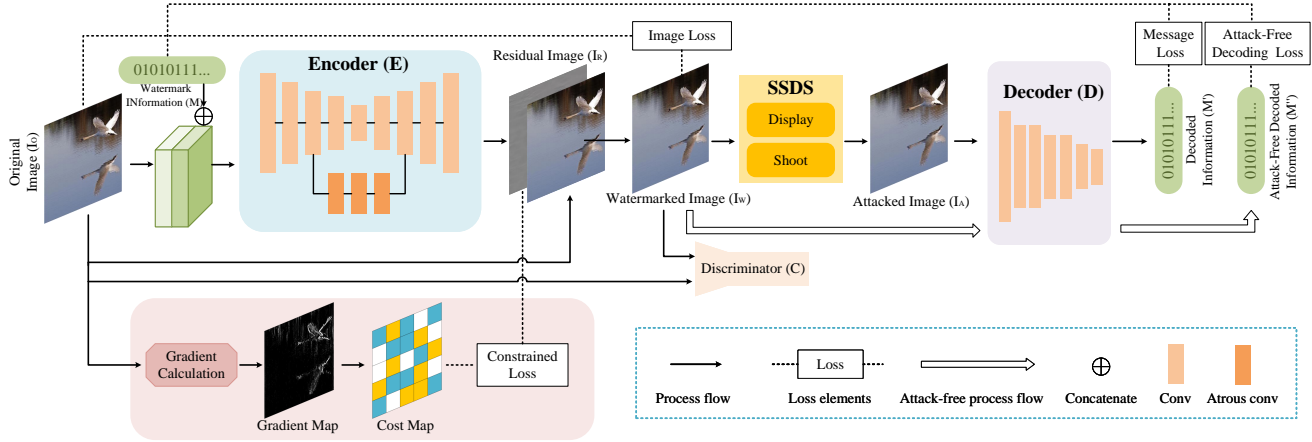 Image Loss
Message
Loss
Attack-Free
Decoding Loss
01010111...
Watermark
INformation (M)
Encoder (E)
Residual Image (IR)
SSDS
Display
Shoot
Decoder (D)
Original
Image (IO)
01010111...
Decoded
Information (M')
01010111...
Attack-Free Decoded
Information (M'')
Watermarked Image (IW)
Attacked Image (IA)
Discriminator (C)
Gradient
Calculation
Gradient Map
Cost Map
Constrained
Loss
Loss
Process flow
Loss elements
Attack-free process flow
Concatenate
Conv
Atrous conv